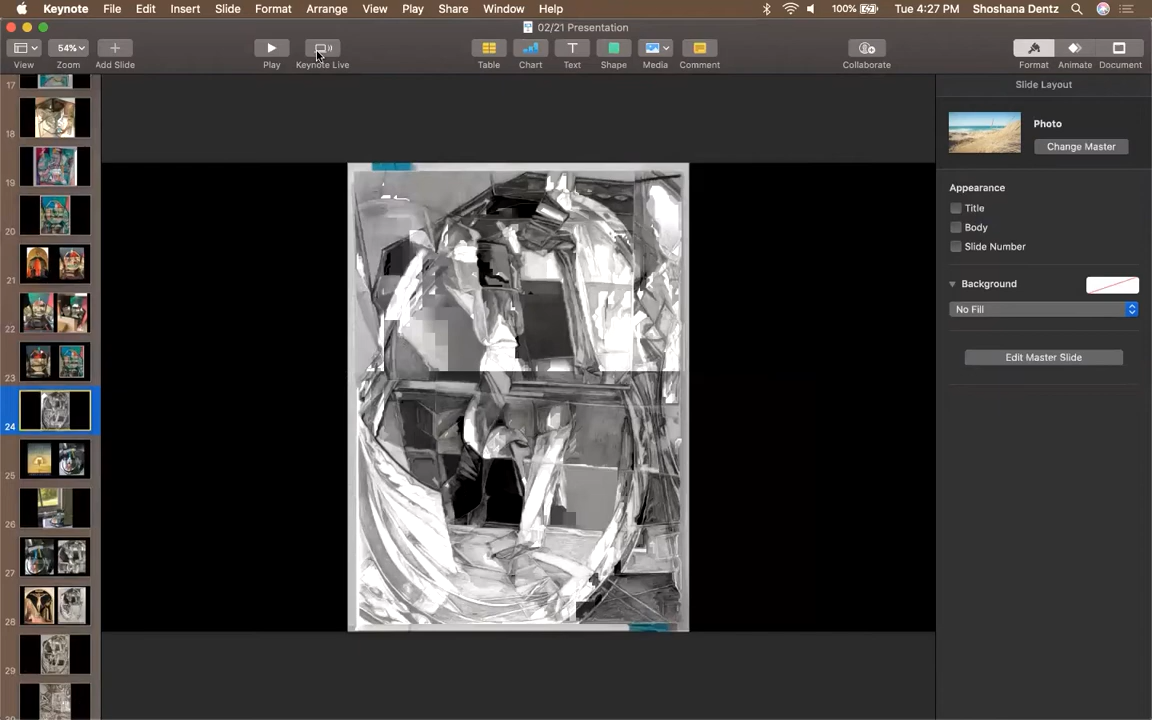 Keynote File Edit Insert Slide Format Arrange View Play Share Window Help 100% Tue 4:27 PM Shoshana Dentz
02/21 Presentation
54%
View Zoom Add Slide Play Keynote Live Table Chart Text Shape Media Comment Collaborate Format Animate Document
Slide Layout
Photo
Change Master
Appearance
Title
Body
Slide Number
Background
No Fill
Edit Master Slide
17
18
19
20
21
22
23
24
25
26
27
28
29